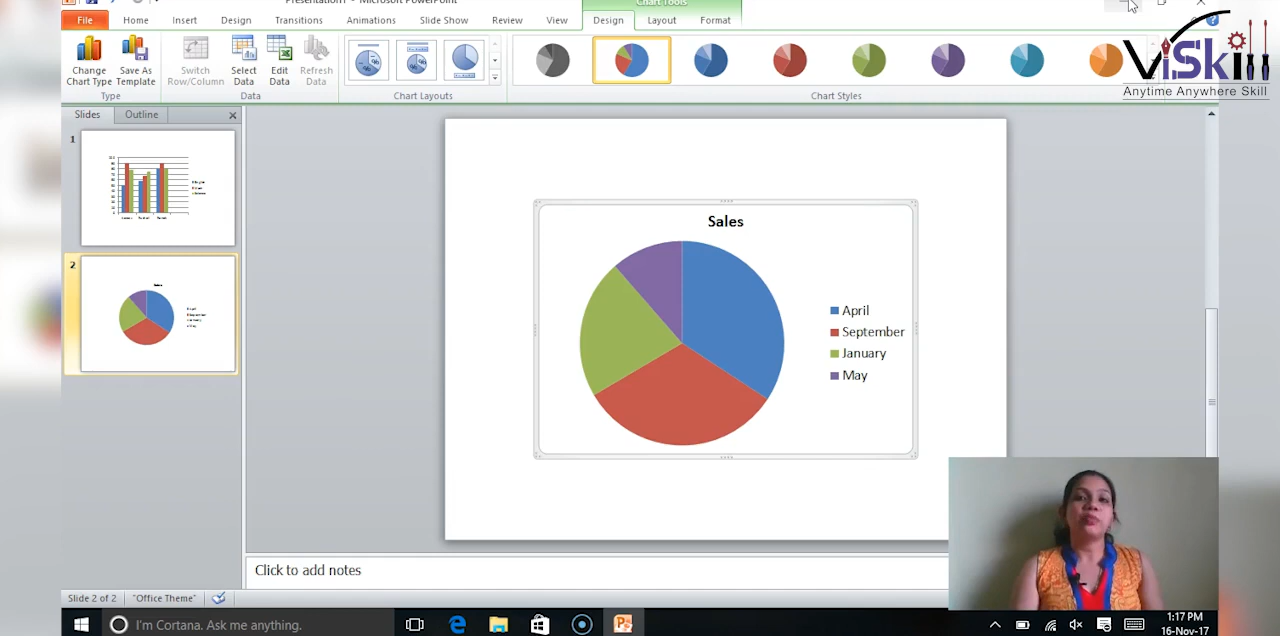 Presentation1 - Microsoft PowerPoint
Chart Tools
File Home Insert Design Transitions Animations Slide Show Review View Design Layout Format
Change Chart Type
Save As Template
Switch Row/Column
Select Data
Edit Data
Refresh Data
Type
Data
Chart Layouts
Chart Styles
ViSkill
Anytime Anywhere Skill
Slides
Outline
1
2
Sales
April
September
January
May
Click to add notes
Slide 2 of 2
"Office Theme"
I'm Cortana. Ask me anything.
1:17 PM
16-Nov-17